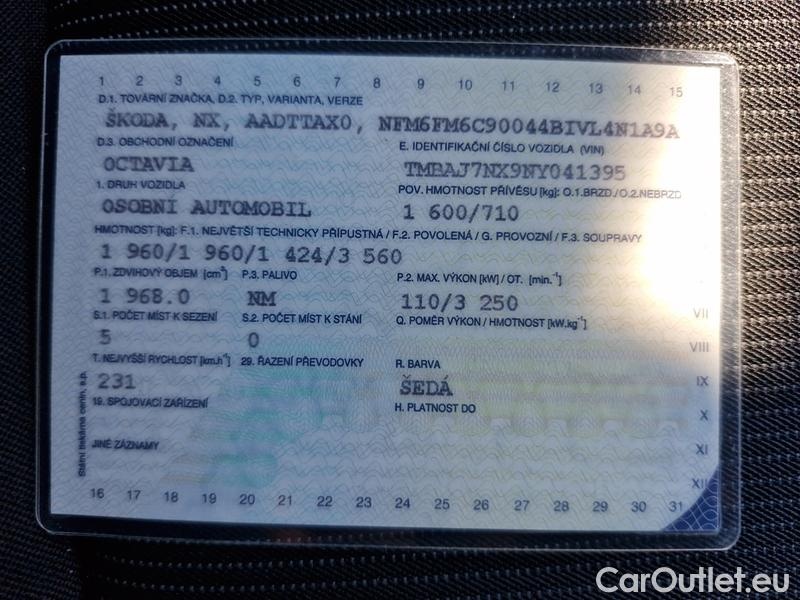 1 2 3 4 5 6 7 8 9 10 11 12 13 14 15
D.1. TOVÁRNÍ ZNAČKA, D.2. TYP, VARIANTA, VERZE
ŠKODA, NX, AADTTAX0, NFM6FM6C90044BIVL4N1A9A
D.3. OBCHODNÍ OZNAČENÍ E. IDENTIFIKAČNÍ ČÍSLO VOZIDLA (VIN)
OCTAVIA TMBAJ7NX9NY041395
1. DRUH VOZIDLA POV. HMOTNOST PŘÍVĚSU [kg]: O.1.BRZD./O.2.NEBRZD
OSOBNÍ AUTOMOBIL 1 600/710
HMOTNOST [kg]: F.1. NEJVĚTŠÍ TECHNICKY PŘÍPUSTNÁ / F.2. POVOLENÁ / G. PROVOZNÍ / F.3. SOUPRAVY
1 960/1 960/1 424/3 560
P.1. ZDVIHOVÝ OBJEM [cm³] P.3. PALIVO P.2. MAX. VÝKON [kW] / OT. [min.⁻¹]
1 968.0 NM 110/3 250
S.1. POČET MÍST K SEZENÍ S.2. POČET MÍST K STÁNÍ Q. POMĚR VÝKON / HMOTNOST [kW.kg⁻¹] VII
5 0 VIII
T. NEJVYŠŠÍ RYCHLOST [km.h⁻¹] 29. ŘAZENÍ PŘEVODOVKY R. BARVA
231 ŠEDÁ IX
19. SPOJOVACÍ ZAŘÍZENÍ H. PLATNOST DO X
JINÉ ZÁZNAMY XI
XII
16 17 18 19 20 21 22 23 24 25 26 27 28 29 30 31
Státní tiskárna cenin, s.p.
CarOutlet.eu